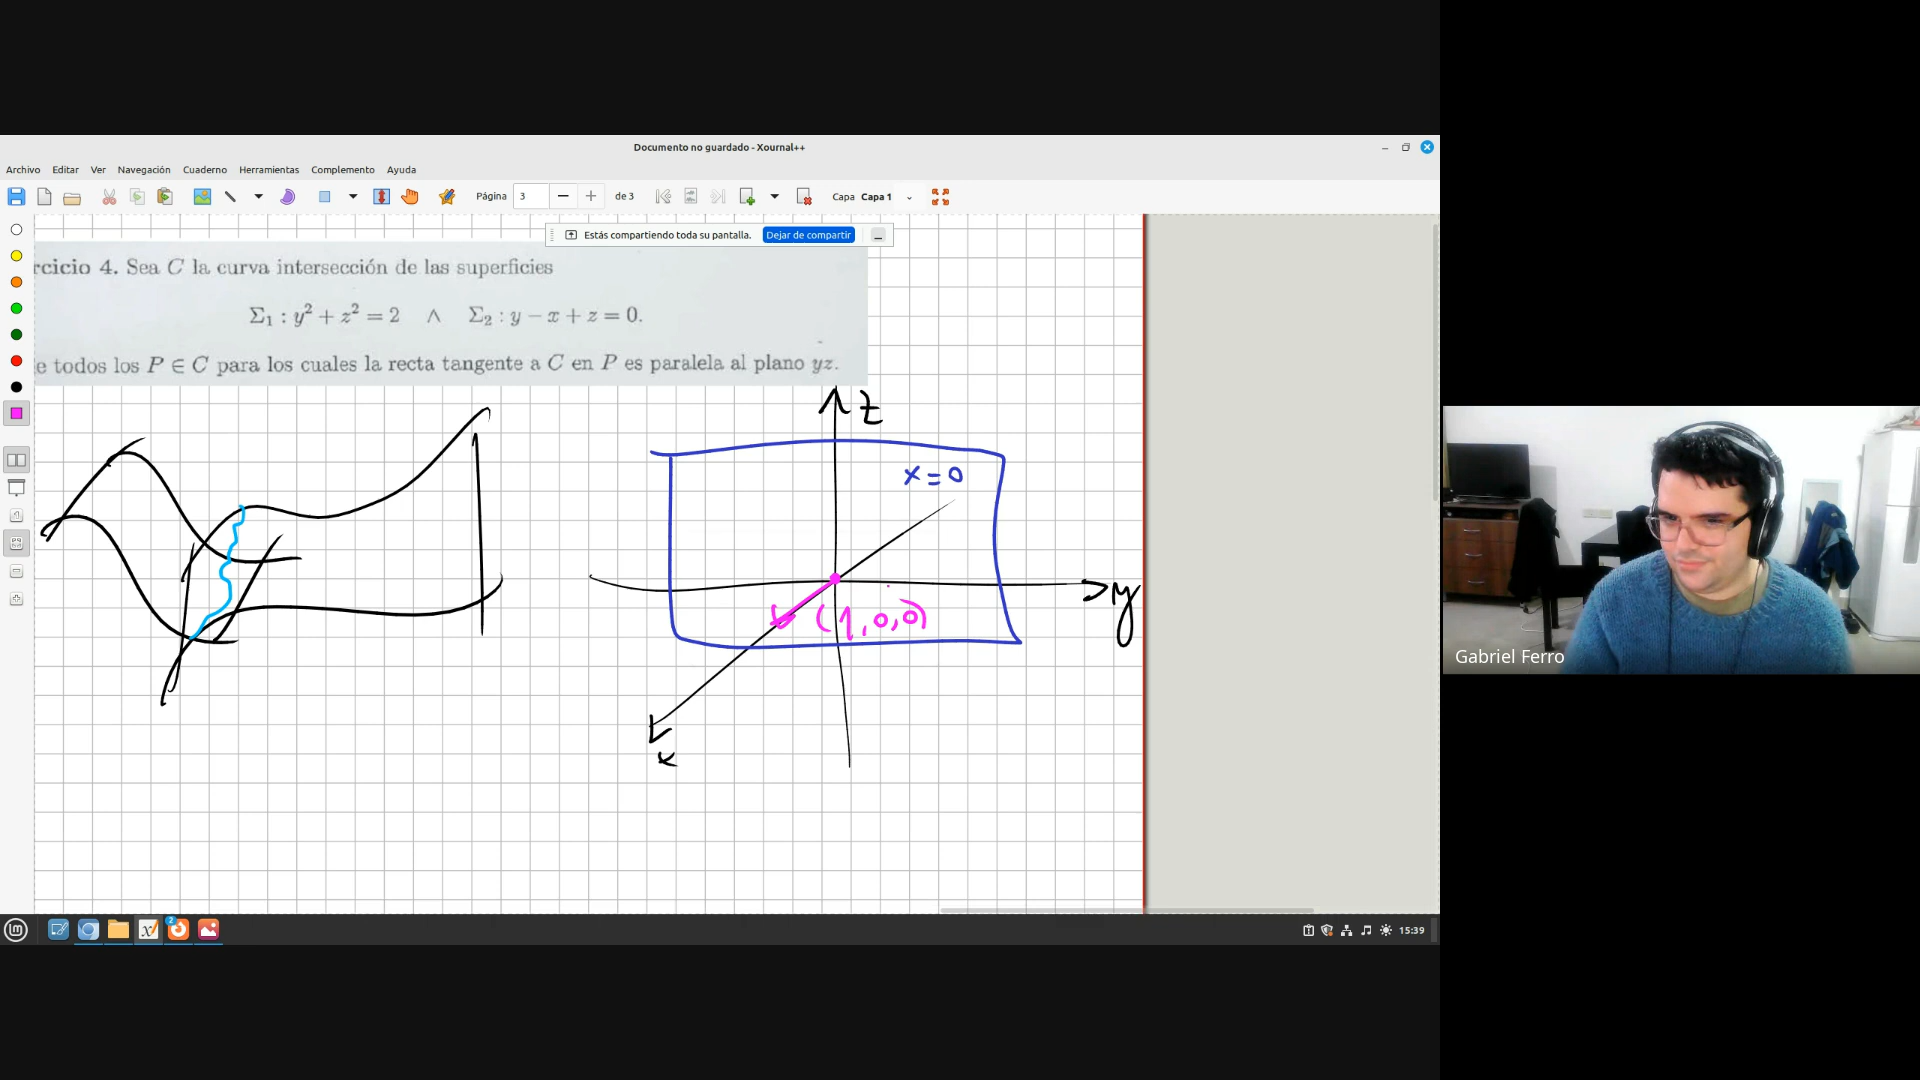 Documento no guardado - Xournal++
Archivo Editar Ver Navegación Cuaderno Herramientas Complemento Ayuda
Página 3 de 3 Capa Capa 1
Estás compartiendo toda su pantalla. Dejar de compartir
rcicio 4. Sea C la curva intersección de las superficies
Σ₁ : y² + z² = 2 ∧ Σ₂ : y − x + z = 0.
e todos los P ∈ C para los cuales la recta tangente a C en P es paralela al plano yz.
z
x = 0
y
(1,0,0)
x
Gabriel Ferro
2
15:39